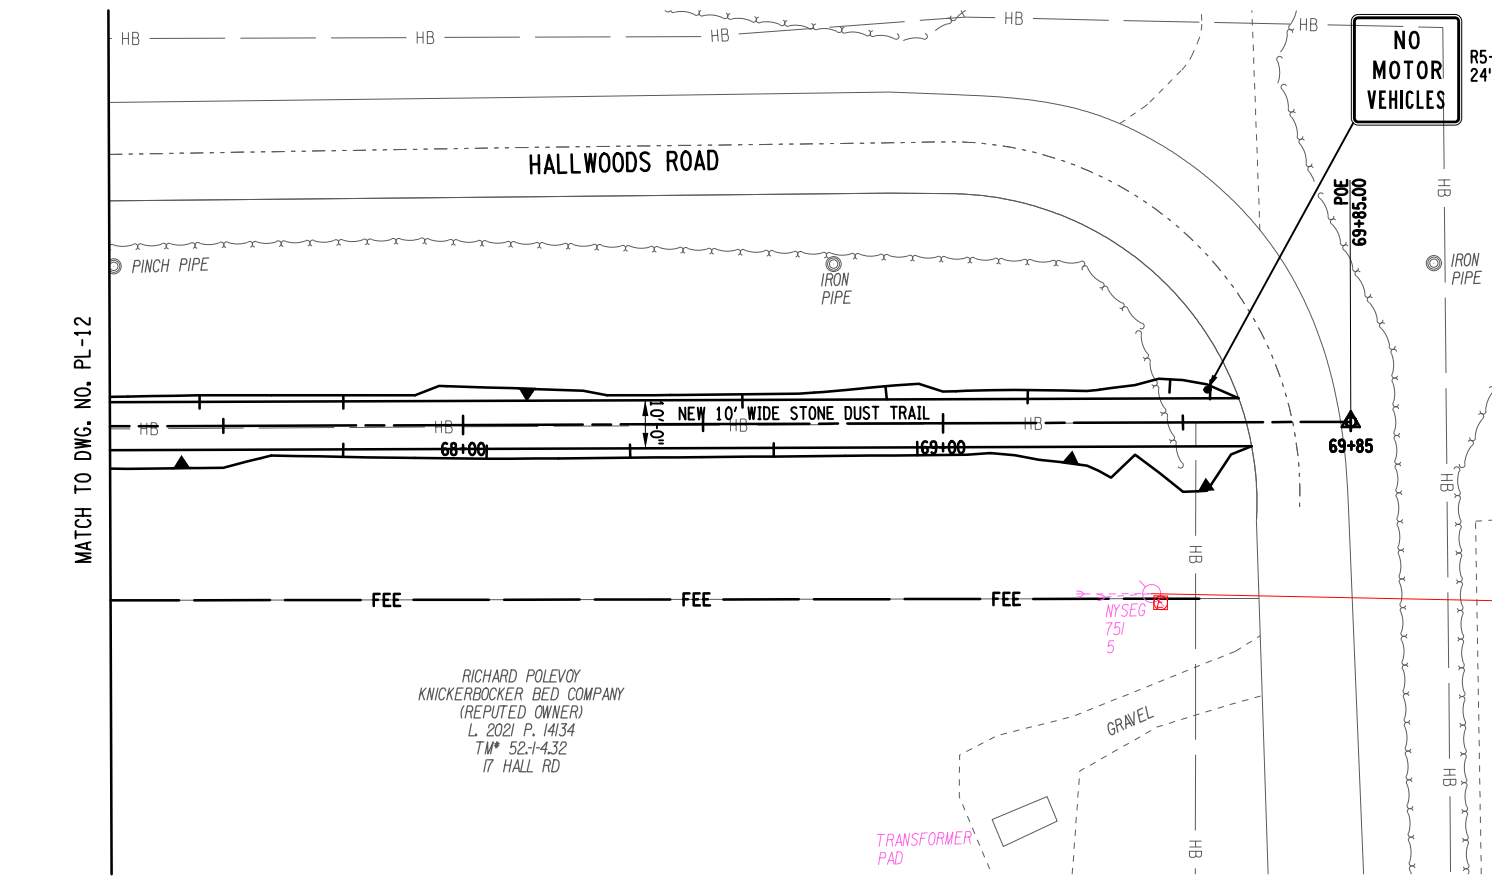 HB
HB
HB
HB
HB
NO
MOTOR
VEHICLES
R5-
24"
HALLWOODS ROAD
HB
POE
69+85.00
PINCH PIPE
IRON
PIPE
IRON
PIPE
MATCH TO DWG. NO. PL-12
10'-0"
NEW 10' WIDE STONE DUST TRAIL
HB
HB
HB
HB
68+00
69+00
69+85
HB
HB
FEE
FEE
FEE
NYSEG
751
5
RICHARD POLEVOY
KNICKERBOCKER BED COMPANY
(REPUTED OWNER)
L. 2021 P. 14134
TM# 52.-1-4.32
17 HALL RD
GRAVEL
HB
TRANSFORMER
PAD
HB